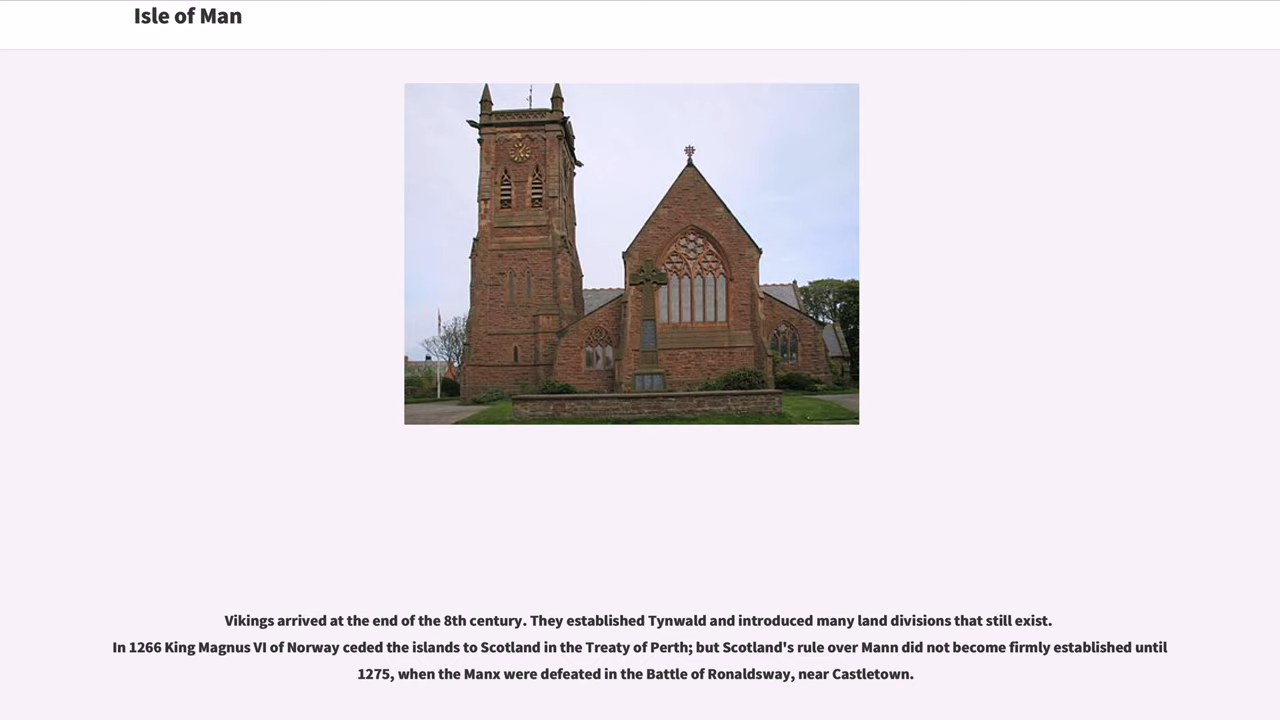 Isle of Man
Vikings arrived at the end of the 8th century. They established Tynwald and introduced many land divisions that still exist.
In 1266 King Magnus VI of Norway ceded the islands to Scotland in the Treaty of Perth; but Scotland's rule over Mann did not become firmly established until
1275, when the Manx were defeated in the Battle of Ronaldsway, near Castletown.